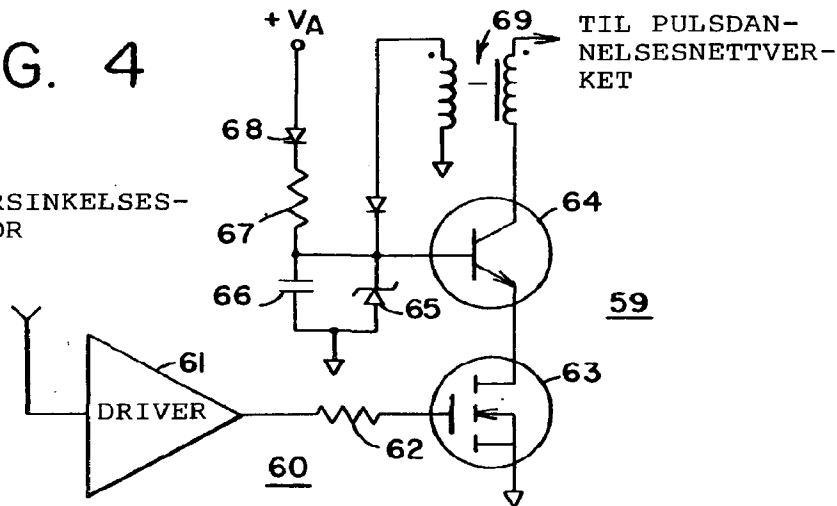 G. 4
+ VA
69
TIL PULSDAN-
NELSESNETTVER-
KET
68
RSINKELSES-
OR
67
64
66
65
59
61
63
DRIVER
62
60